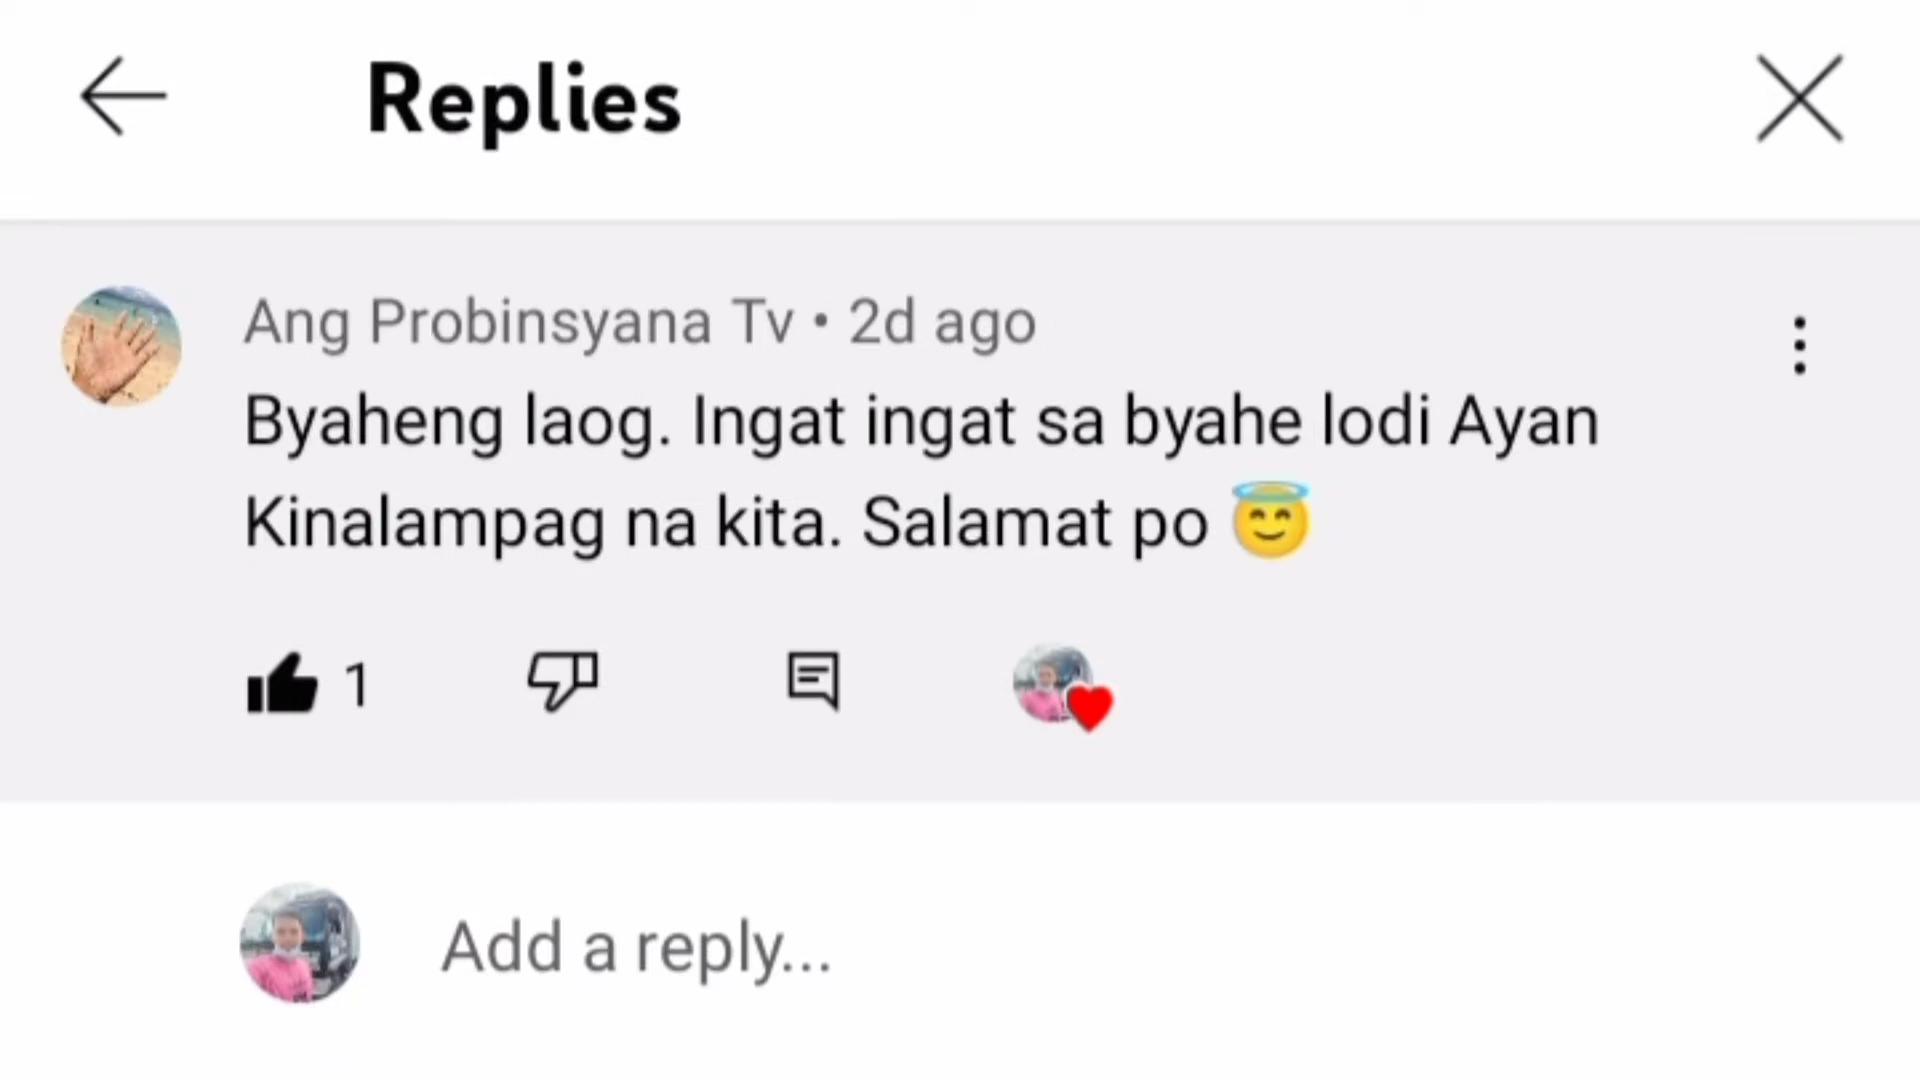 Replies
Ang Probinsyana Tv • 2d ago
Byaheng laog. Ingat ingat sa byahe lodi Ayan
Kinalampag na kita. Salamat po 😇
1
Add a reply...